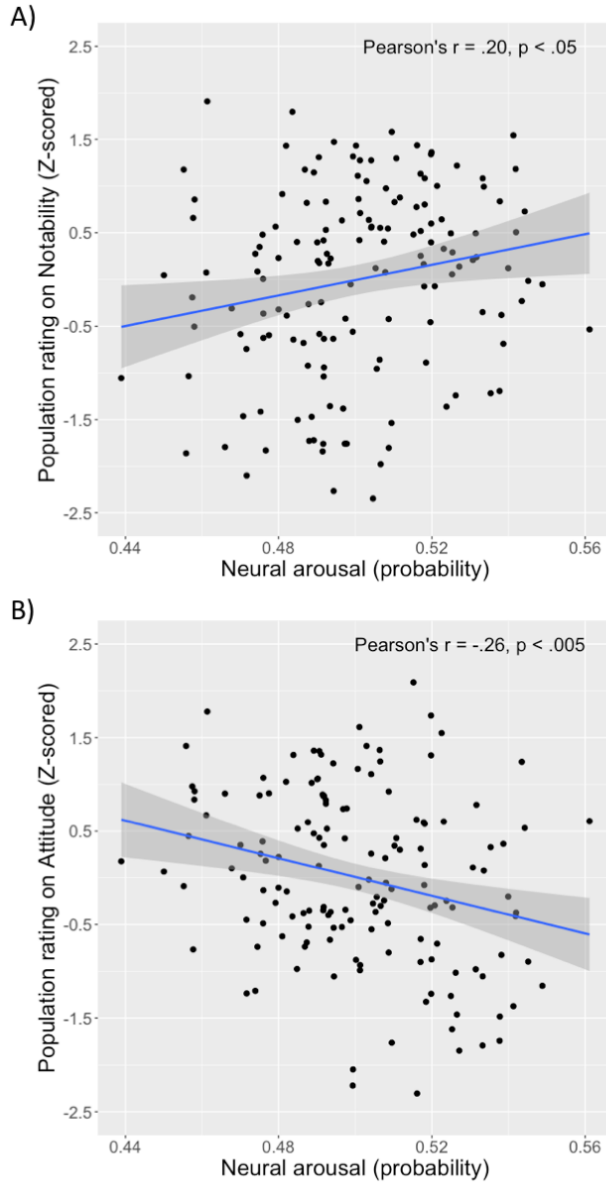 A)
Pearson's r = .20, p < .05
Population rating on Notability (Z-scored)
2.5
1.5
0.5
-0.5
-1.5
-2.5
0.44 0.48 0.52 0.56
Neural arousal (probability)
B)
Pearson's r = -.26, p < .005
Population rating on Attitude (Z-scored)
2.5
1.5
0.5
-0.5
-1.5
-2.5
0.44 0.48 0.52 0.56
Neural arousal (probability)